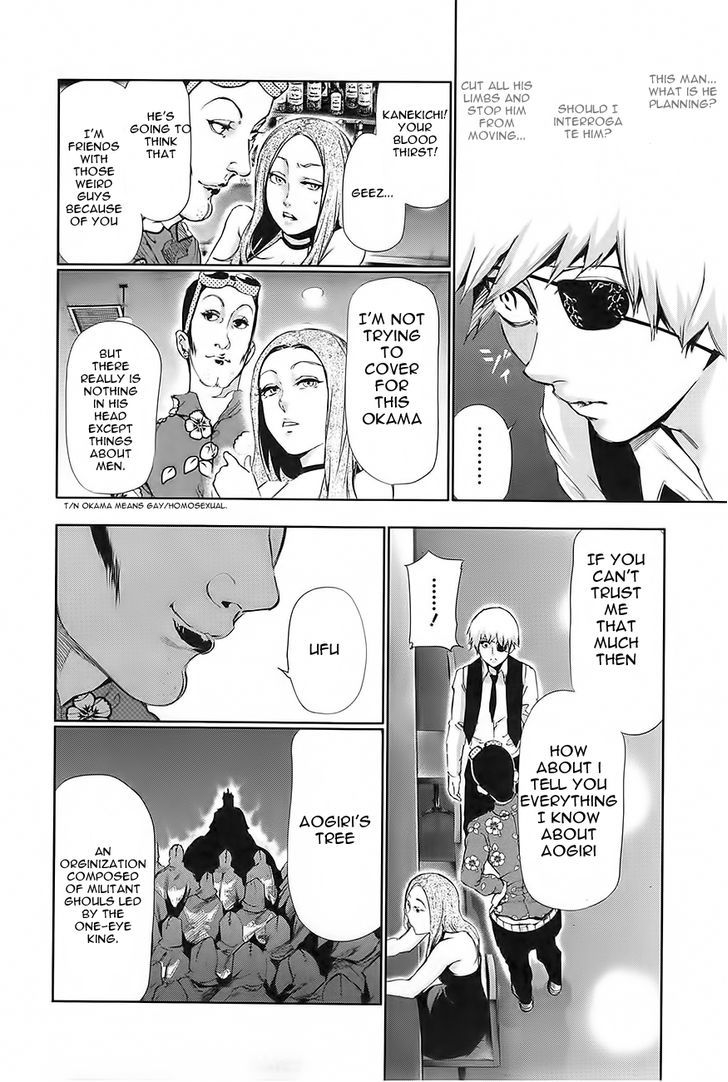 THIS MAN...
WHAT IS HE
PLANNING?
SHOULD I
INTERROGA
TE HIM?
CUT ALL HIS
LIMBS AND
STOP HIM
FROM
MOVING...
.......
KANEKICHI!
YOUR
BLOOD
THIRST!
GEEZ...
HE'S
GOING TO
THINK
THAT
I'M
FRIENDS
WITH
THOSE
WEIRD
GUYS
BECAUSE
OF YOU
I'M NOT
TRYING
TO
COVER
FOR
THIS
OKAMA
BUT
THERE
REALLY IS
NOTHING
IN HIS
HEAD
EXCEPT
THINGS
ABOUT
MEN.
T/N OKAMA MEANS GAY/HOMOSEXUAL.
IF YOU
CAN'T
TRUST
ME
THAT
MUCH
THEN
.......
HOW
ABOUT I
TELL YOU
EVERYTHING
I KNOW
ABOUT
AOGIRI
UFU
AOGIRI'S
TREE
AN
ORGINIZATION
COMPOSED
OF MILITANT
GHOULS LED
BY THE
ONE-EYE
KING.